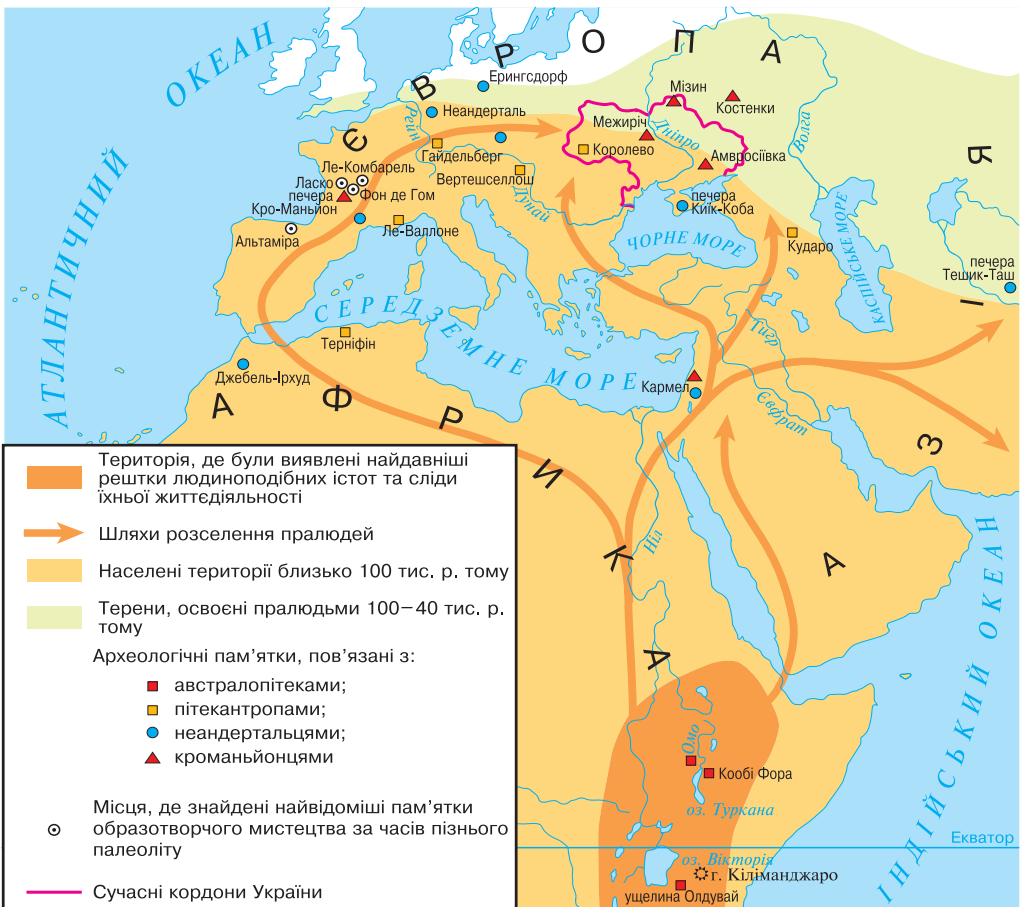 ОКЕАН
АТЛАНТИЧНИЙ
ЄВРОПА
Ерингсдорф
Неандерталь
Рейн
Гайдельберг
Вертешселлош
Дунай
Ле-Комбарель
Ласко
печера
Фон де Гом
Кро-Маньйон
Альтаміра
Ле-Валлоне
Мізин
Костенки
Межиріч
Дніпро
Королево
Амвросіївка
Волга
печера
Киїк-Коба
ЧОРНЕ МОРЕ
Кударо
КАСПІЙСЬКЕ МОРЕ
печера
Тешик-Таш
СЕРЕДЗЕМНЕ МОРЕ
Терніфін
Джебель-Ірхуд
Кармел
Тигр
Євфрат
АФРИКА
АЗІЯ
Ніл
Омо
Кообі Фора
оз. Туркана
Екватор
оз. Вікторія
г. Кіліманджаро
ущелина Олдувай
ІНДІЙСЬКИЙ ОКЕАН
Територія, де були виявлені найдавніші
рештки людиноподібних істот та сліди
їхньої життєдіяльності
Шляхи розселення пралюдей
Населені території близько 100 тис. р. тому
Терени, освоєні пралюдьми 100–40 тис. р.
тому
Археологічні пам’ятки, пов’язані з:
австралопітеками;
пітекантропами;
неандертальцями;
кроманьйонцями
Місця, де знайдені найвідоміші пам’ятки
образотворчого мистецтва за часів пізнього
палеоліту
Сучасні кордони України